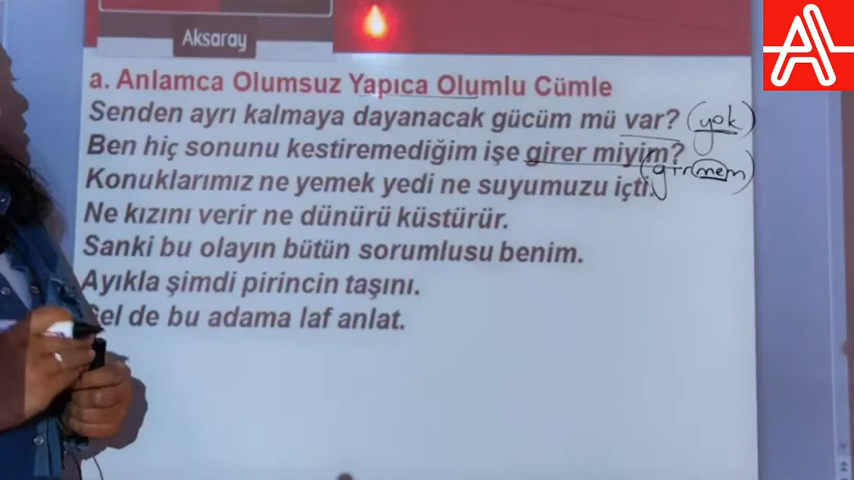 Aksaray
a. Anlamca Olumsuz Yapıca Olumlu Cümle
Senden ayrı kalmaya dayanacak gücüm mü var? (yok)
Ben hiç sonunu kestiremediğim işe girer miyim?
(girmem)
Konuklarımız ne yemek yedi ne suyumuzu içti.
Ne kızını verir ne dünürü küstürür.
Sanki bu olayın bütün sorumlusu benim.
Ayıkla şimdi pirincin taşını.
Gel de bu adama laf anlat.